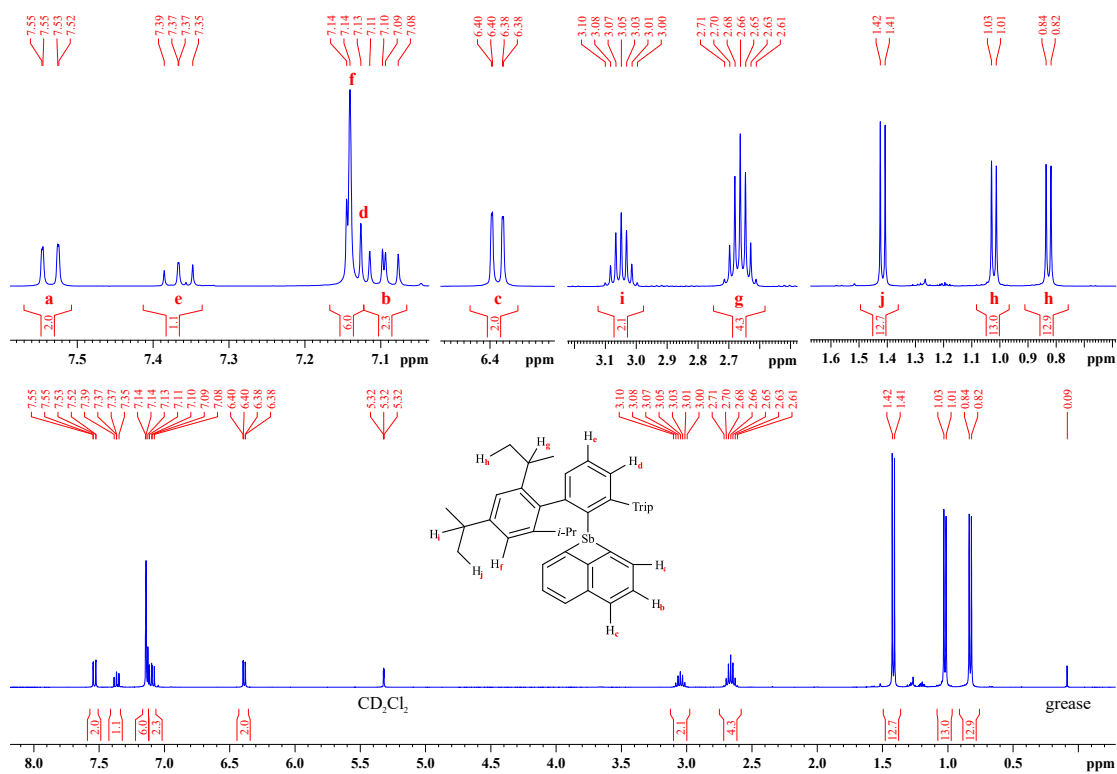 7.55 7.55 7.53 7.52 7.39 7.37 7.37 7.35 7.14 7.14 7.13 7.11 7.10 7.09 7.08 6.40 6.40 6.38 6.38 3.10 3.08 3.07 3.05 3.03 3.01 3.00 2.71 2.70 2.68 2.66 2.65 2.63 2.61 1.42 1.41 1.03 1.01 0.84 0.82
f
d
a e b c i g j h h
2.0 1.1 6.0 2.3 2.0 2.1 4.3 12.7 13.0 12.9
7.5 7.4 7.3 7.2 7.1 ppm 6.4 ppm 3.1 3.0 2.9 2.8 2.7 ppm 1.6 1.5 1.4 1.3 1.2 1.1 1.0 0.9 0.8 ppm
7.55 7.55 7.53 7.52 7.39 7.37 7.37 7.35 7.14 7.14 7.13 7.11 7.10 7.09 7.08 6.40 6.40 6.38 6.38 5.32 5.32 5.32 3.10 3.08 3.07 3.05 3.03 3.01 3.00 2.71 2.70 2.68 2.66 2.65 2.63 2.61 1.42 1.41 1.03 1.01 0.84 0.82 0.09
He
Hg
Hh Hd
Trip
Hi i-Pr
Sb
Hf
Hj
Hb
Hc
CD2Cl2 grease
2.0 1.1 6.0 2.3 2.0 2.1 4.3 12.7 13.0 12.9
8.0 7.5 7.0 6.5 6.0 5.5 5.0 4.5 4.0 3.5 3.0 2.5 2.0 1.5 1.0 0.5 ppm